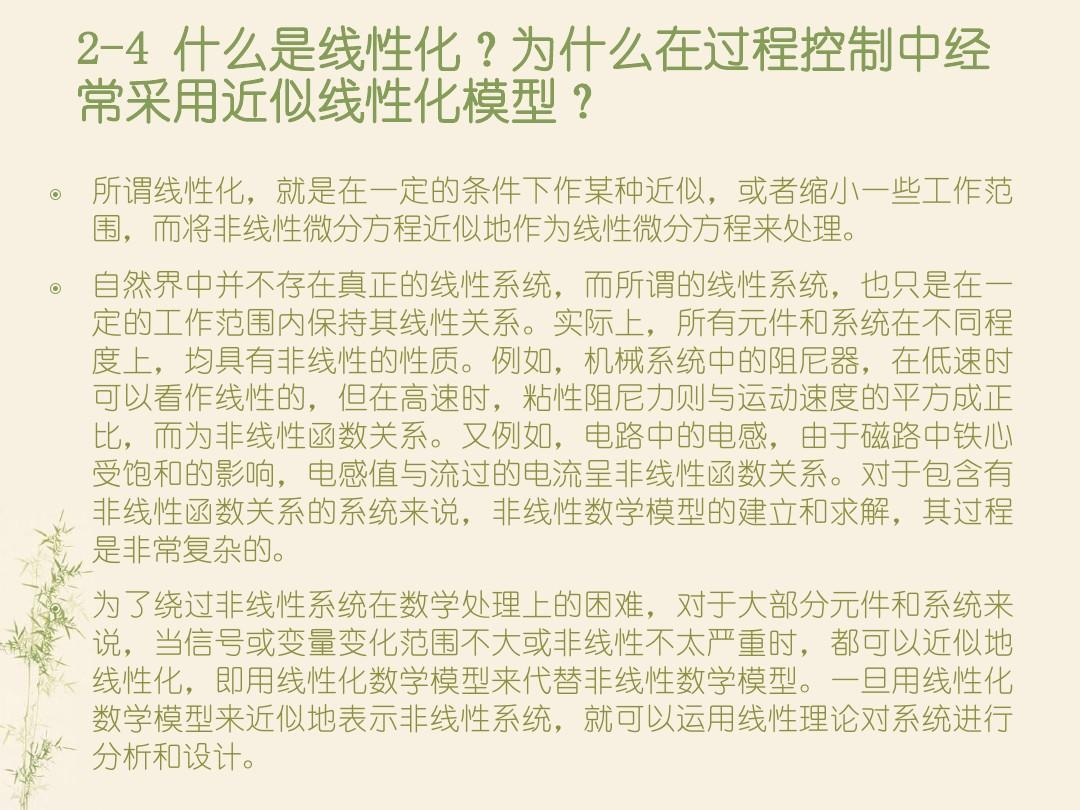 2-4 什么是线性化？为什么在过程控制中经
常采用近似线性化模型？
所谓线性化，就是在一定的条件下作某种近似，或者缩小一些工作范
围，而将非线性微分方程近似地作为线性微分方程来处理。
自然界中并不存在真正的线性系统，而所谓的线性系统，也只是在一
定的工作范围内保持其线性关系。实际上，所有元件和系统在不同程
度上，均具有非线性的性质。例如，机械系统中的阻尼器，在低速时
可以看作线性的，但在高速时，粘性阻尼力则与运动速度的平方成正
比，而为非线性函数关系。又例如，电路中的电感，由于磁路中铁心
受饱和的影响，电感值与流过的电流呈非线性函数关系。对于包含有
非线性函数关系的系统来说，非线性数学模型的建立和求解，其过程
是非常复杂的。
为了绕过非线性系统在数学处理上的困难，对于大部分元件和系统来
说，当信号或变量变化范围不大或非线性不太严重时，都可以近似地
线性化，即用线性化数学模型来代替非线性数学模型。一旦用线性化
数学模型来近似地表示非线性系统，就可以运用线性理论对系统进行
分析和设计。